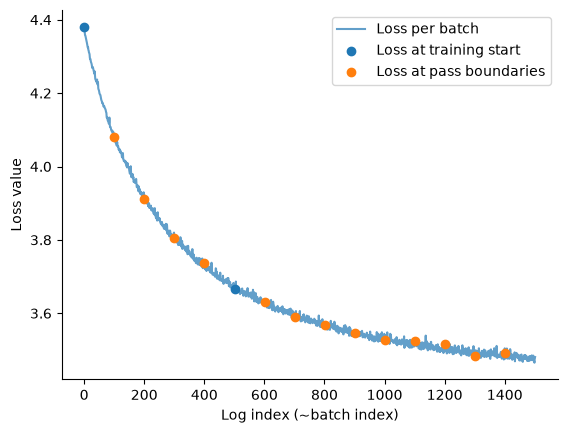 Loss per batch
Loss at training start
Loss at pass boundaries
4.4
4.2
4.0
3.8
3.6
Loss value
0 200 400 600 800 1000 1200 1400
Log index (~batch index)